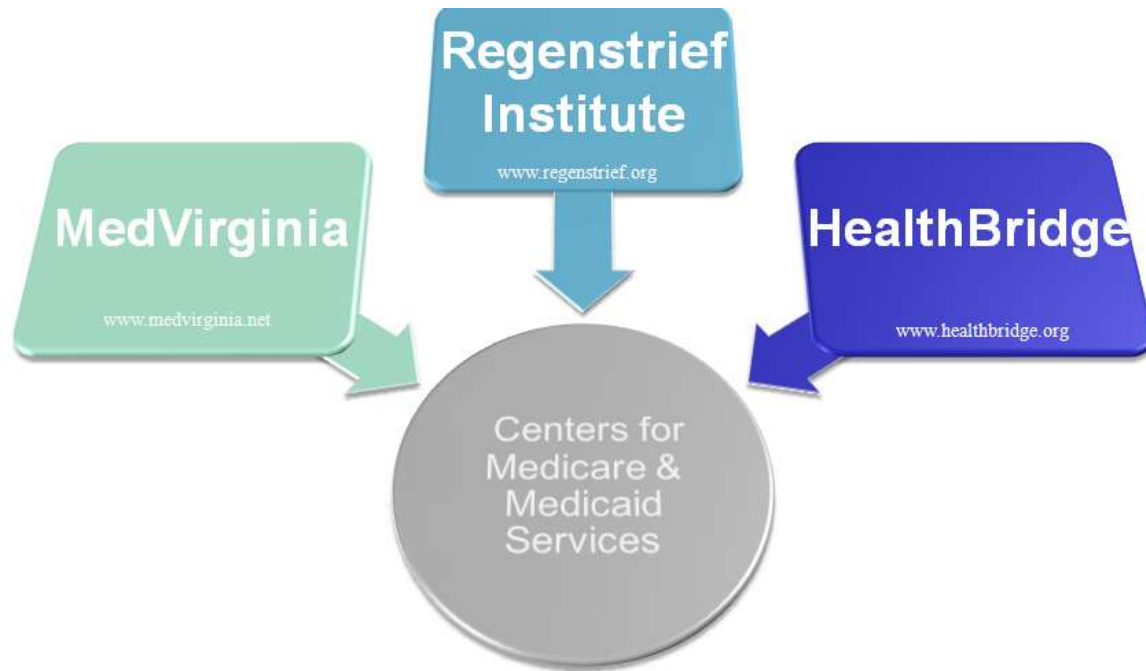 Regenstrief
Institute
www.regenstrief.org
MedVirginia
www.medvirginia.net
HealthBridge
www.healthbridge.org
Centers for
Medicare &
Medicaid
Services